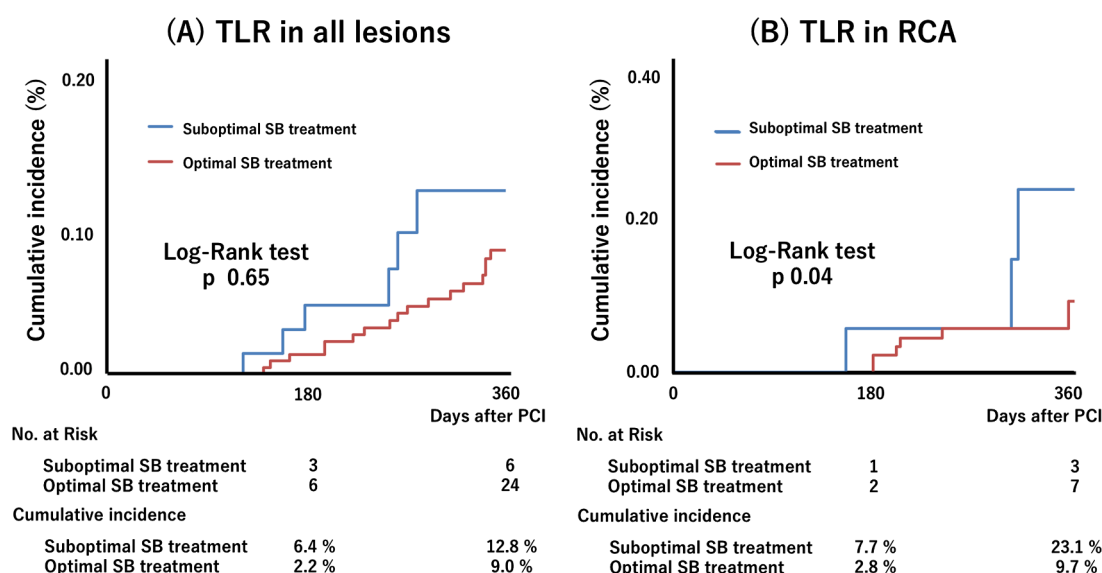 (A) TLR in all lesions
Cumulative incidence (%)
0.20
0.10
0.00
Suboptimal SB treatment
Optimal SB treatment
Log-Rank test
p 0.65
0 180 360
Days after PCI
No. at Risk
Suboptimal SB treatment 3 6
Optimal SB treatment 6 24
Cumulative incidence
Suboptimal SB treatment 6.4 % 12.8 %
Optimal SB treatment 2.2 % 9.0 %
(B) TLR in RCA
Cumulative incidence (%)
0.40
0.20
0.00
Suboptimal SB treatment
Optimal SB treatment
Log-Rank test
p 0.04
0 180 360
Days after PCI
No. at Risk
Suboptimal SB treatment 1 3
Optimal SB treatment 2 7
Cumulative incidence
Suboptimal SB treatment 7.7 % 23.1 %
Optimal SB treatment 2.8 % 9.7 %